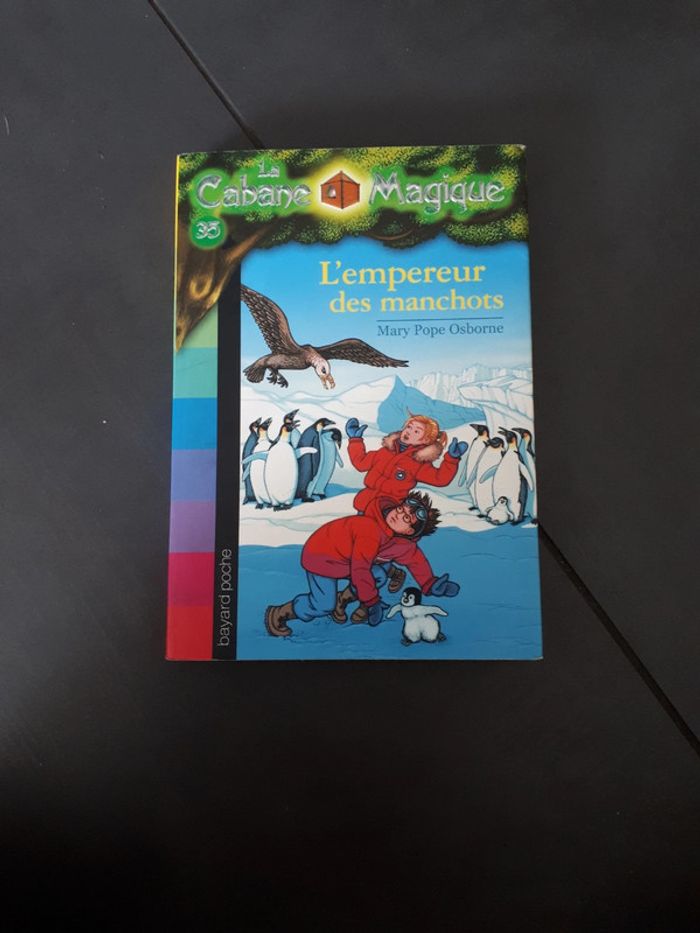 La
Cabane Magique
35
L'empereur
des manchots
Mary Pope Osborne
bayard poche